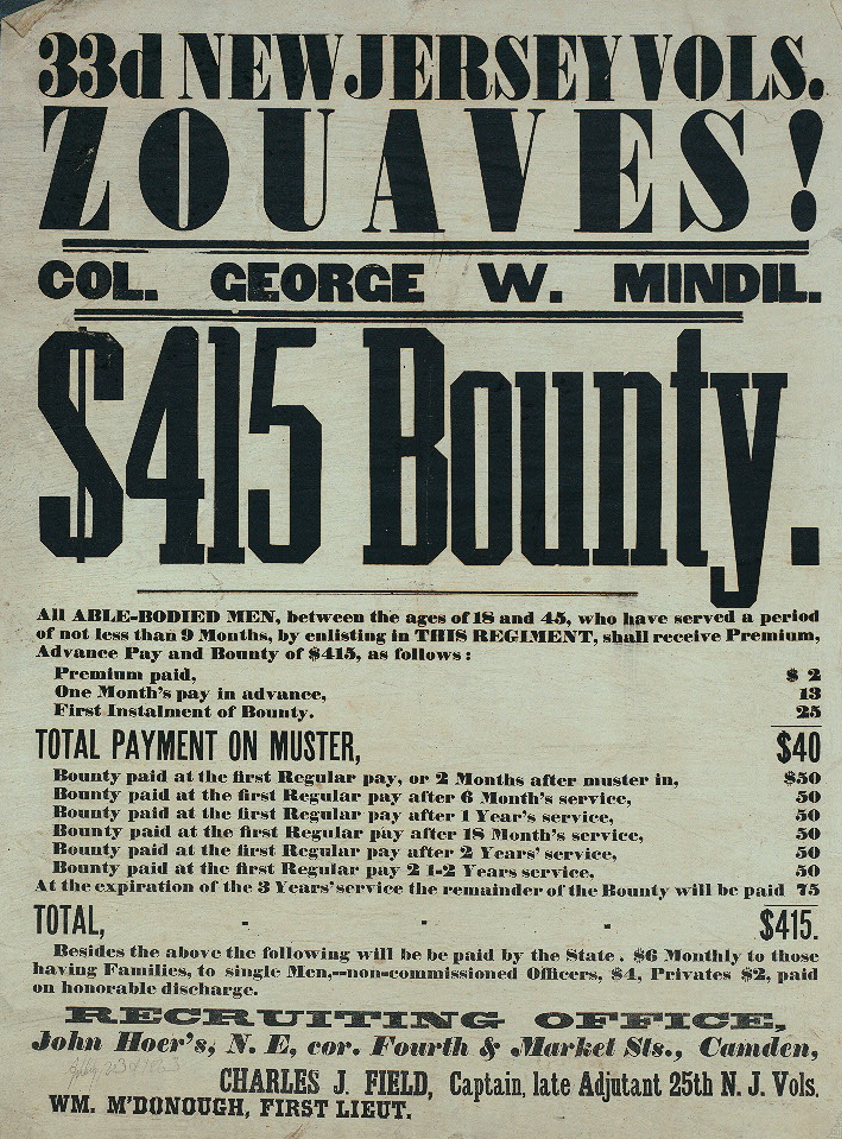 33d NEW JERSEY VOLS.
ZOUAVES!
COL. GEORGE W. MINDIL.
$415 Bounty.
All ABLE-BODIED MEN, between the ages of 18 and 45, who have served a period
of not less than 9 Months, by enlisting in THIS REGIMENT, shall receive Premium,
Advance Pay and Bounty of $415, as follows:
Premium paid, $ 2
One Month's pay in advance, 13
First Instalment of Bounty. 25
TOTAL PAYMENT ON MUSTER, $40
Bounty paid at the first Regular pay, or 2 Months after muster in, $50
Bounty paid at the first Regular pay after 6 Month's service, 50
Bounty paid at the first Regular pay after 1 Year's service, 50
Bounty paid at the first Regular pay after 18 Month's service, 50
Bounty paid at the first Regular pay after 2 Years' service, 50
Bounty paid at the first Regular pay 2 1-2 Years service, 50
At the expiration of the 3 Years' service the remainder of the Bounty will be paid 75
TOTAL, - - - $415.
Besides the above the following will be be paid by the State. $6 Monthly to those
having Families, to single Men,--non-commissioned Officers, $4, Privates $2, paid
on honorable discharge.
RECRUITING OFFICE,
John Hoer's, N. E, cor. Fourth & Market Sts., Camden,
CHARLES J. FIELD, Captain, late Adjutant 25th N. J. Vols.
WM. M'DONOUGH, FIRST LIEUT.